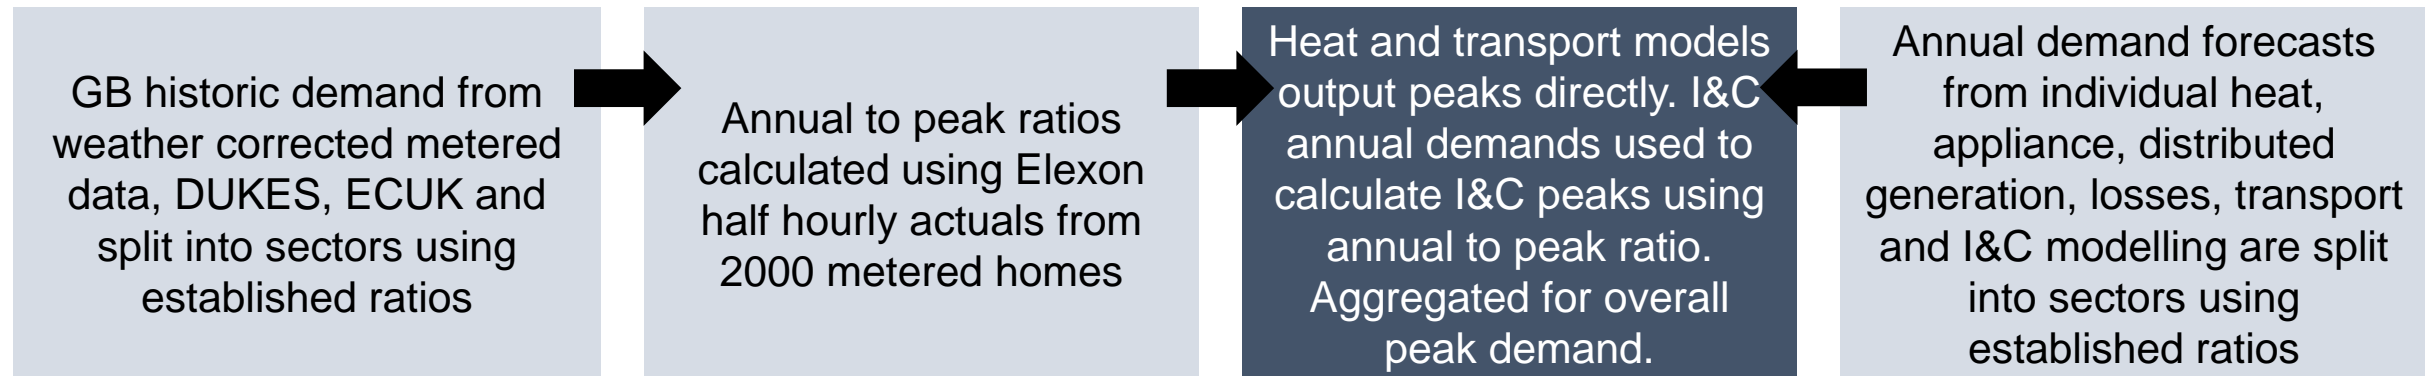 GB historic demand from
weather corrected metered
data, DUKES, ECUK and
split into sectors using
established ratios
Annual to peak ratios
calculated using Elexon
half hourly actuals from
2000 metered homes
Heat and transport models
output peaks directly. I&C
annual demands used to
calculate I&C peaks using
annual to peak ratio.
Aggregated for overall
peak demand.
Annual demand forecasts
from individual heat,
appliance, distributed
generation, losses, transport
and I&C modelling are split
into sectors using
established ratios